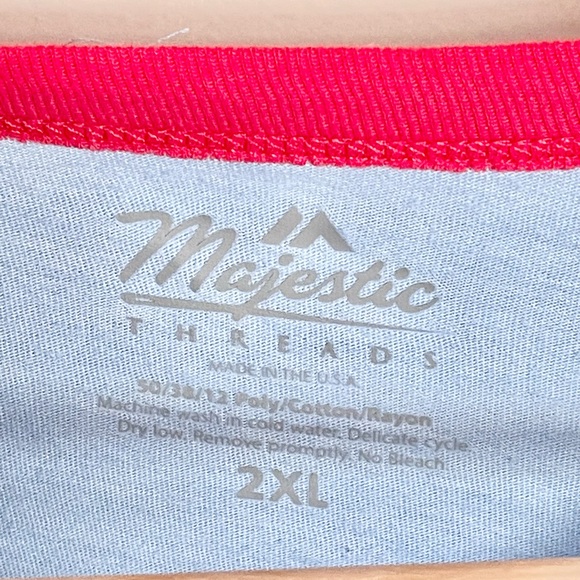 Majestic
THREADS
MADE IN THE U.S.A.
50/38/12 Poly/Cotton/Rayon
Machine wash in cold water. Delicate cycle.
Dry low. Remove promptly. No Bleach.
2XL